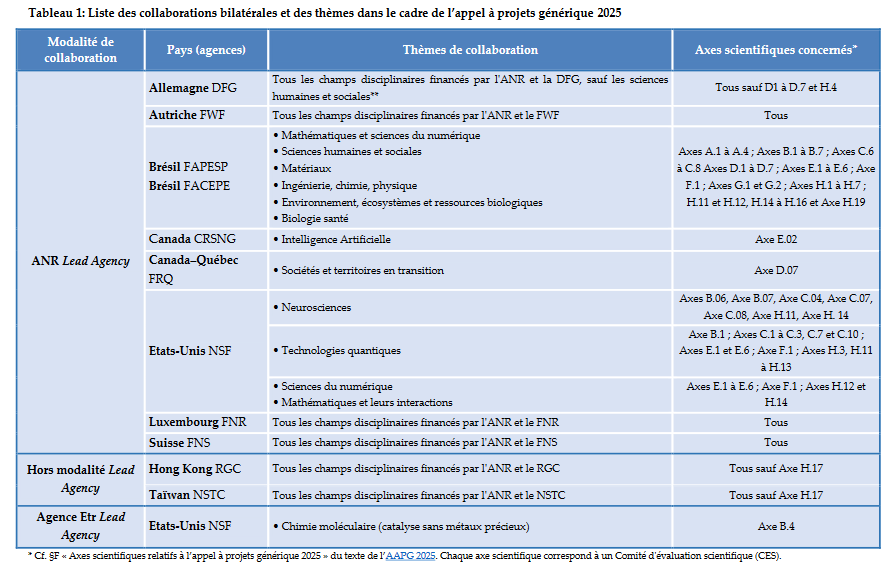 Tableau 1: Liste des collaborations bilatérales et des thèmes dans le cadre de l'appel à projets générique 2025
Modalité de
collaboration
Pays (agences)
Thèmes de collaboration
Axes scientifiques concernés*
ANR Lead Agency
Allemagne DFG
Tous les champs disciplinaires financés par l'ANR et la DFG, sauf les sciences
humaines et sociales**
Tous sauf D1 à D.7 et H.4
Autriche FWF
Tous les champs disciplinaires financés par l'ANR et le FWF
Tous
Brésil FAPESP
Brésil FACEPE
• Mathématiques et sciences du numérique
• Sciences humaines et sociales
• Matériaux
• Ingénierie, chimie, physique
• Environnement, écosystèmes et ressources biologiques
• Biologie santé
Axes A.1 à A.4 ; Axes B.1 à B.7 ; Axes C.6
à C.8 Axes D.1 à D.7 ; Axes E.1 à E.6 ; Axe
F.1 ; Axes G.1 et G.2 ; Axes H.1 à H.7 ;
H.11 et H.12, H.14 à H.16 et Axe H.19
Canada CRSNG
• Intelligence Artificielle
Axe E.02
Canada–Québec
FRQ
• Sociétés et territoires en transition
Axe D.07
Etats-Unis NSF
• Neurosciences
Axes B.06, Axe B.07, Axe C.04, Axe C.07,
Axe C.08, Axe H.11, Axe H. 14
• Technologies quantiques
Axe B.1 ; Axes C.1 à C.3, C.7 et C.10 ;
Axes E.1 et E.6 ; Axe F.1 ; Axes H.3, H.11
à H.13
• Sciences du numérique
• Mathématiques et leurs interactions
Axes E.1 à E.6 ; Axe F.1 ; Axes H.12 et
H.14
Luxembourg FNR
Tous les champs disciplinaires financés par l'ANR et le FNR
Tous
Suisse FNS
Tous les champs disciplinaires financés par l'ANR et le FNS
Tous
Hors modalité Lead
Agency
Hong Kong RGC
Tous les champs disciplinaires financés par l'ANR et le RGC
Tous sauf Axe H.17
Taïwan NSTC
Tous les champs disciplinaires financés par l'ANR et le NSTC
Tous sauf Axe H.17
Agence Etr Lead
Agency
Etats-Unis NSF
• Chimie moléculaire (catalyse sans métaux précieux)
Axe B.4
* Cf. §F « Axes scientifiques relatifs à l'appel à projets générique 2025 » du texte de l'AAPG 2025. Chaque axe scientifique correspond à un Comité d'évaluation scientifique (CES).